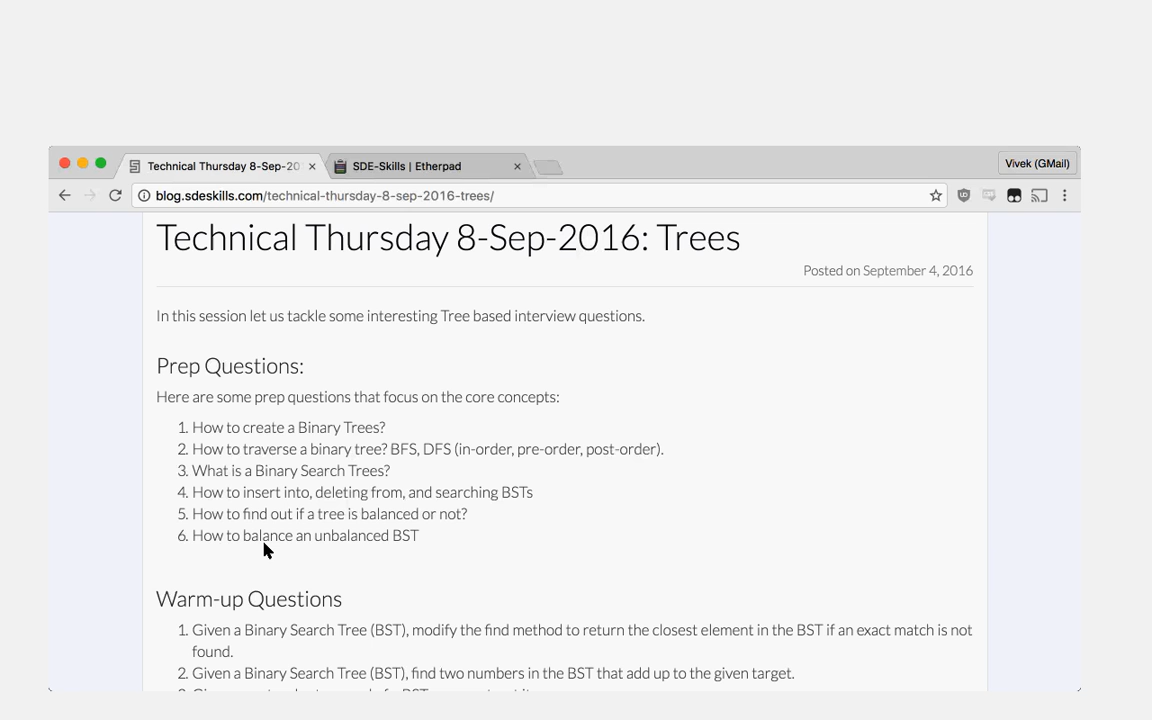 Technical Thursday 8-Sep-20
SDE-Skills | Etherpad
Vivek (GMail)
blog.sdeskills.com/technical-thursday-8-sep-2016-trees/
Technical Thursday 8-Sep-2016: Trees
Posted on September 4, 2016
In this session let us tackle some interesting Tree based interview questions.
Prep Questions:
Here are some prep questions that focus on the core concepts:
1. How to create a Binary Trees?
2. How to traverse a binary tree? BFS, DFS (in-order, pre-order, post-order).
3. What is a Binary Search Trees?
4. How to insert into, deleting from, and searching BSTs
5. How to find out if a tree is balanced or not?
6. How to balance an unbalanced BST
Warm-up Questions
1. Given a Binary Search Tree (BST), modify the find method to return the closest element in the BST if an exact match is not
found.
2. Given a Binary Search Tree (BST), find two numbers in the BST that add up to the given target.